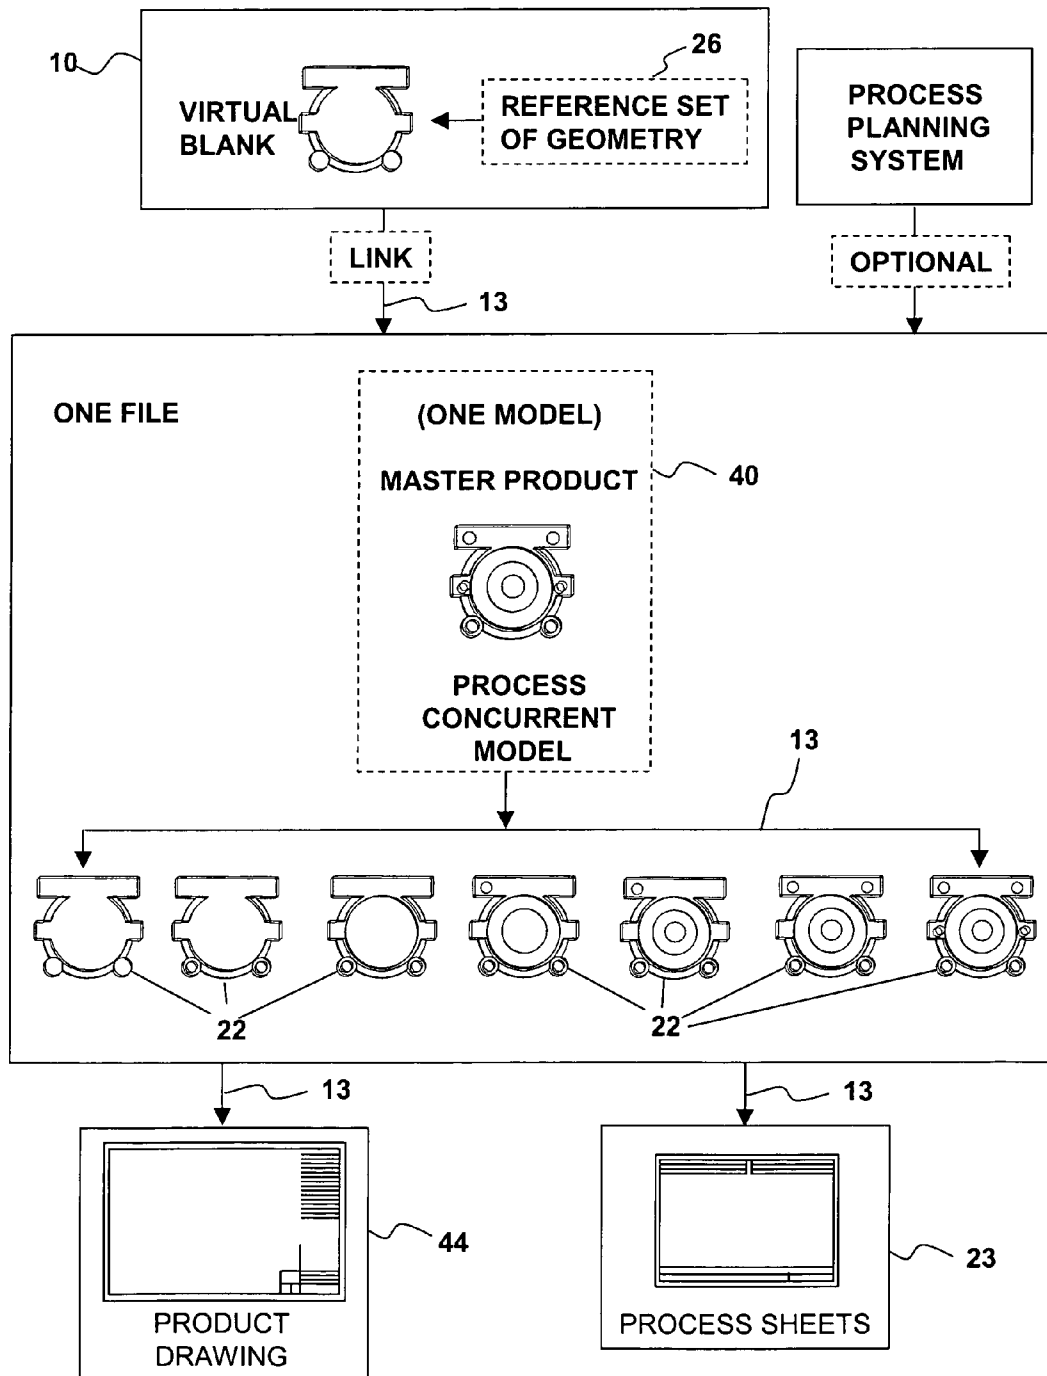 10
26
VIRTUAL
BLANK
REFERENCE SET
OF GEOMETRY
PROCESS
PLANNING
SYSTEM
LINK
OPTIONAL
13
ONE FILE
(ONE MODEL)
MASTER PRODUCT
40
PROCESS
CONCURRENT
MODEL
13
22
22
13
13
44
23
PRODUCT
DRAWING
PROCESS SHEETS